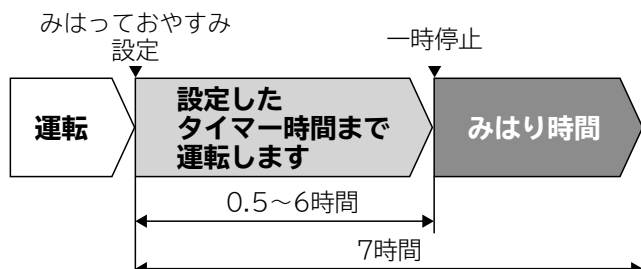 みはっておやすみ
設定
一時停止
運転
設定した
タイマー時間まで
運転します
みはり時間
0.5～6時間
7時間